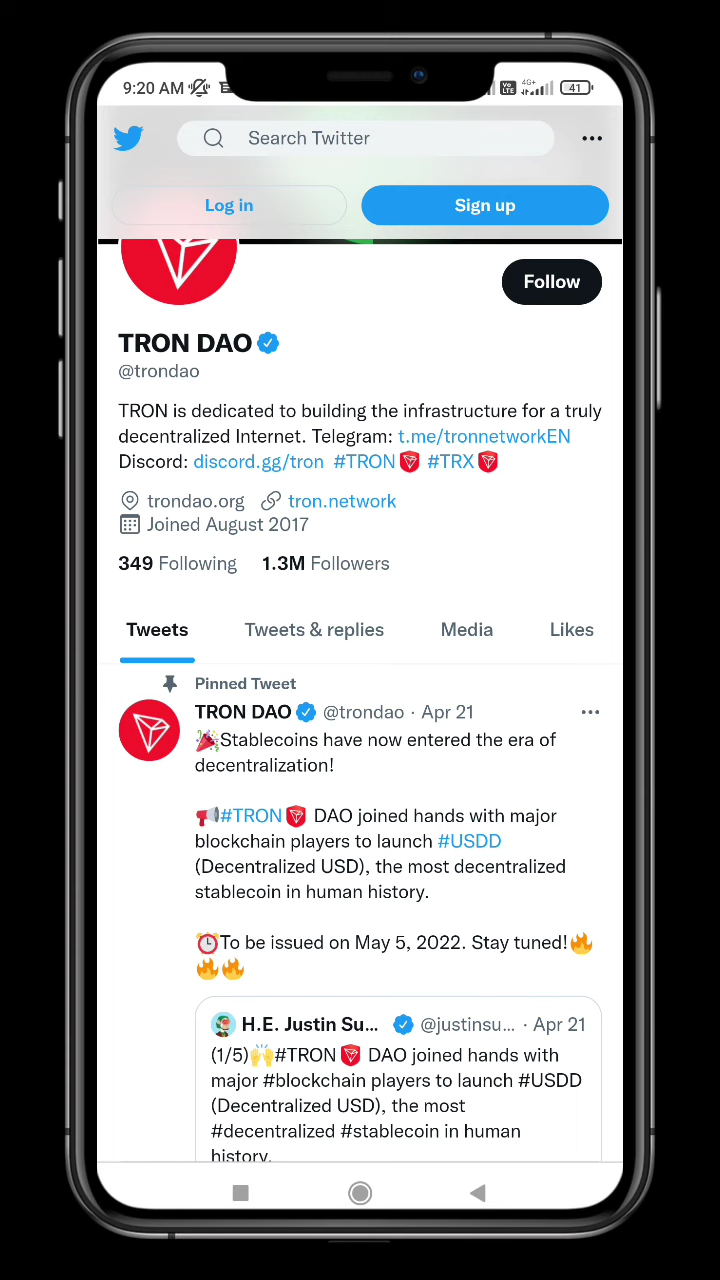 9:20 AM
Vo LTE 4G+ 41
Search Twitter
Log in
Sign up
Follow
TRON DAO
@trondao
TRON is dedicated to building the infrastructure for a truly
decentralized Internet. Telegram: t.me/tronnetworkEN
Discord: discord.gg/tron #TRON #TRX
trondao.org tron.network
Joined August 2017
349 Following 1.3M Followers
Tweets Tweets & replies Media Likes
Pinned Tweet
TRON DAO @trondao · Apr 21
🎉Stablecoins have now entered the era of
decentralization!
📢#TRON DAO joined hands with major
blockchain players to launch #USDD
(Decentralized USD), the most decentralized
stablecoin in human history.
⏰To be issued on May 5, 2022. Stay tuned!🔥
🔥🔥
H.E. Justin Su... @justinsu... · Apr 21
(1/5)🙌#TRON DAO joined hands with
major #blockchain players to launch #USDD
(Decentralized USD), the most
#decentralized #stablecoin in human
history.